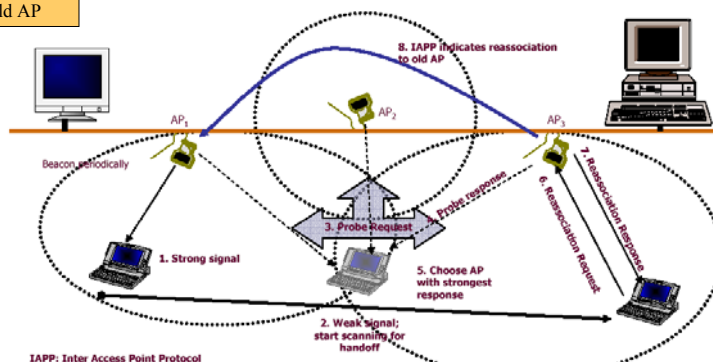 old AP
8. IAPP indicates reassociation
to old AP
AP1
AP2
AP3
Beacon periodically
7. Reassociation Response
6. Reassociation Request
4. Probe response
3. Probe Request
1. Strong signal
5. Choose AP
with strongest
response
2. Weak signal;
start scanning for
handoff
IAPP: Inter Access Point Protocol